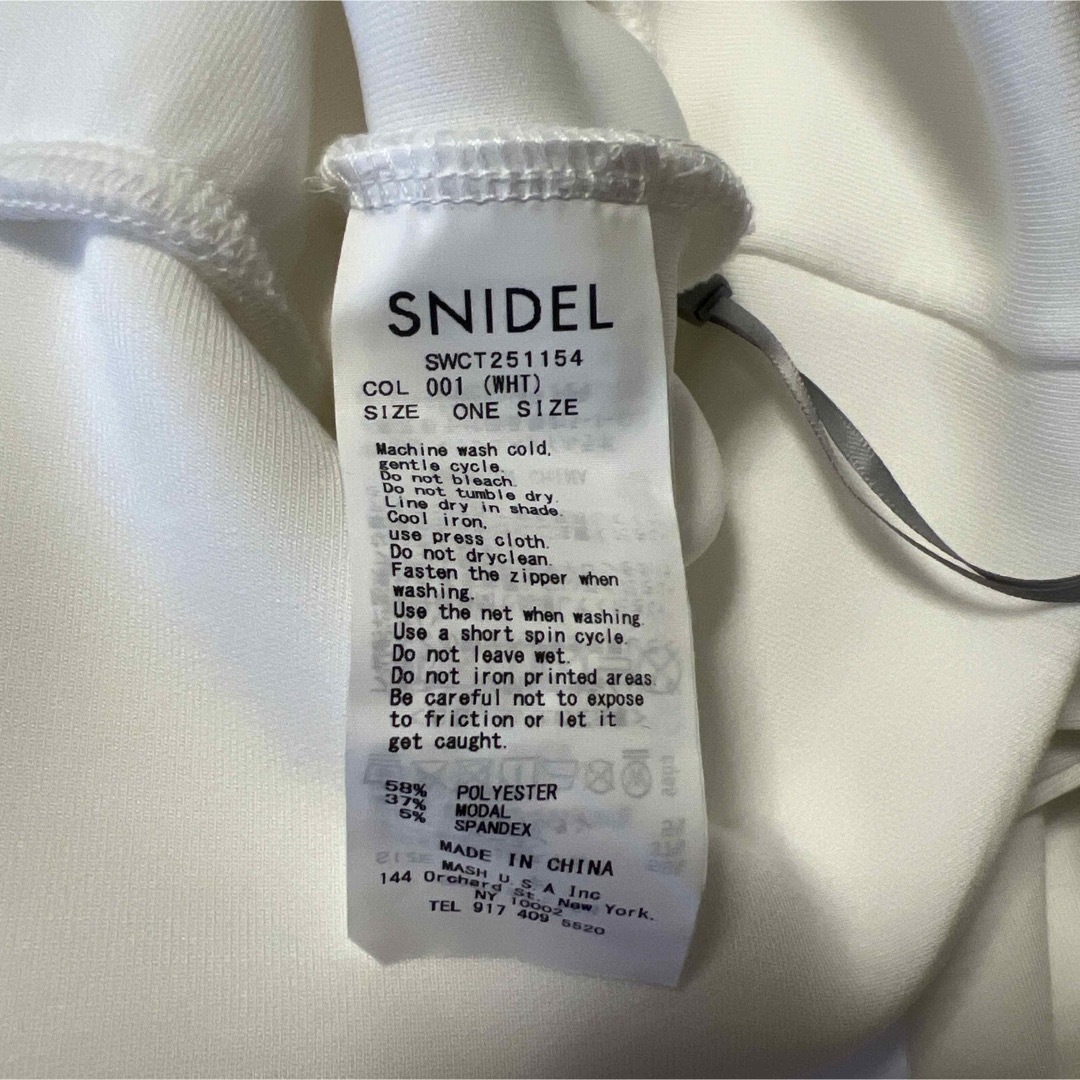 SNIDEL
SWCT251154
COL 001 (WHT)
SIZE ONE SIZE
Machine wash cold,
gentle cycle.
Do not bleach.
Do not tumble dry.
Line dry in shade.
Cool iron,
use press cloth.
Do not dryclean.
Fasten the zipper when
washing.
Use the net when washing.
Use a short spin cycle.
Do not leave wet.
Do not iron printed areas
Be careful not to expose
to friction or let it
get caught.
58% POLYESTER
37% MODAL
5% SPANDEX
MADE IN CHINA
MASH U S A Inc
144 Orchard St. New York.
NY 10002
TEL 917 409 5520